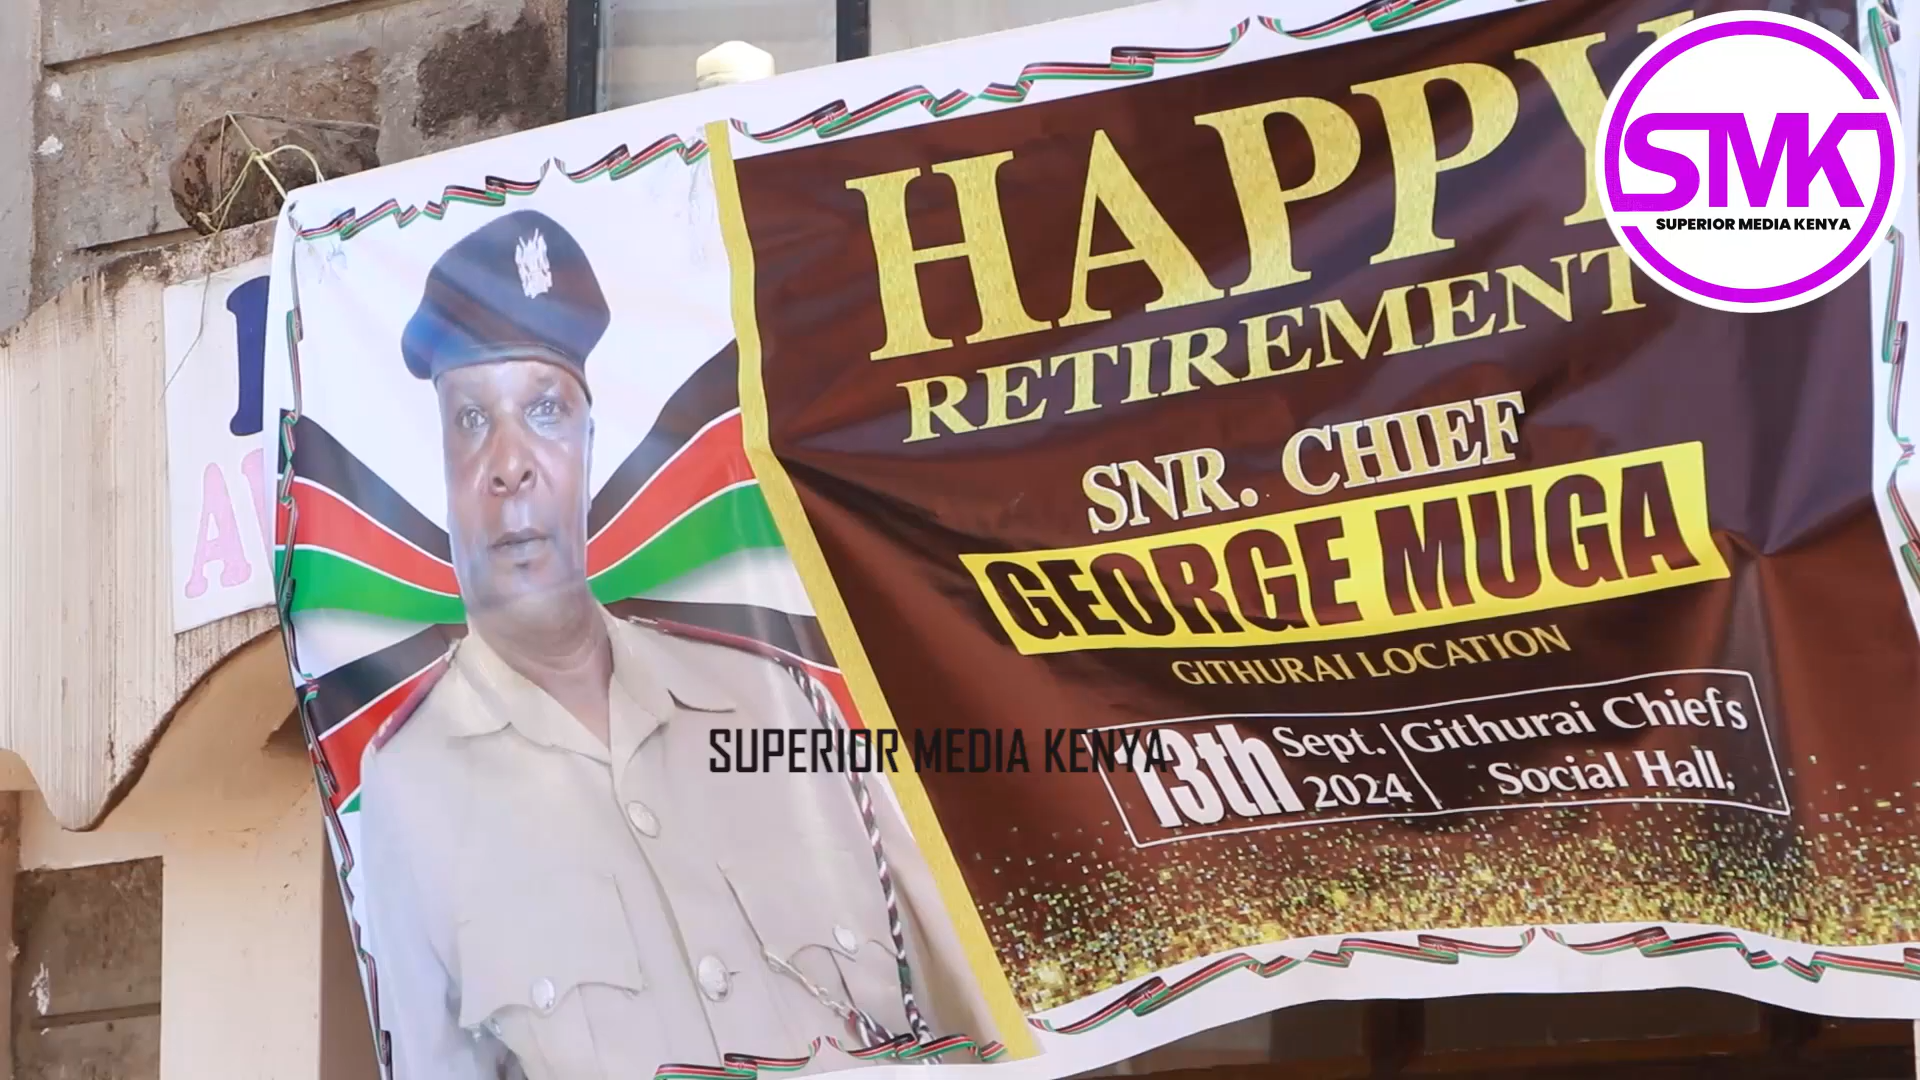 SMK
SUPERIOR MEDIA KENYA
HAPPY
RETIREMENT
SNR. CHIEF
GEORGE MUGA
GITHURAI LOCATION
13th Sept. 2024 | Githurai Chiefs
Social Hall.
SUPERIOR MEDIA KENYA